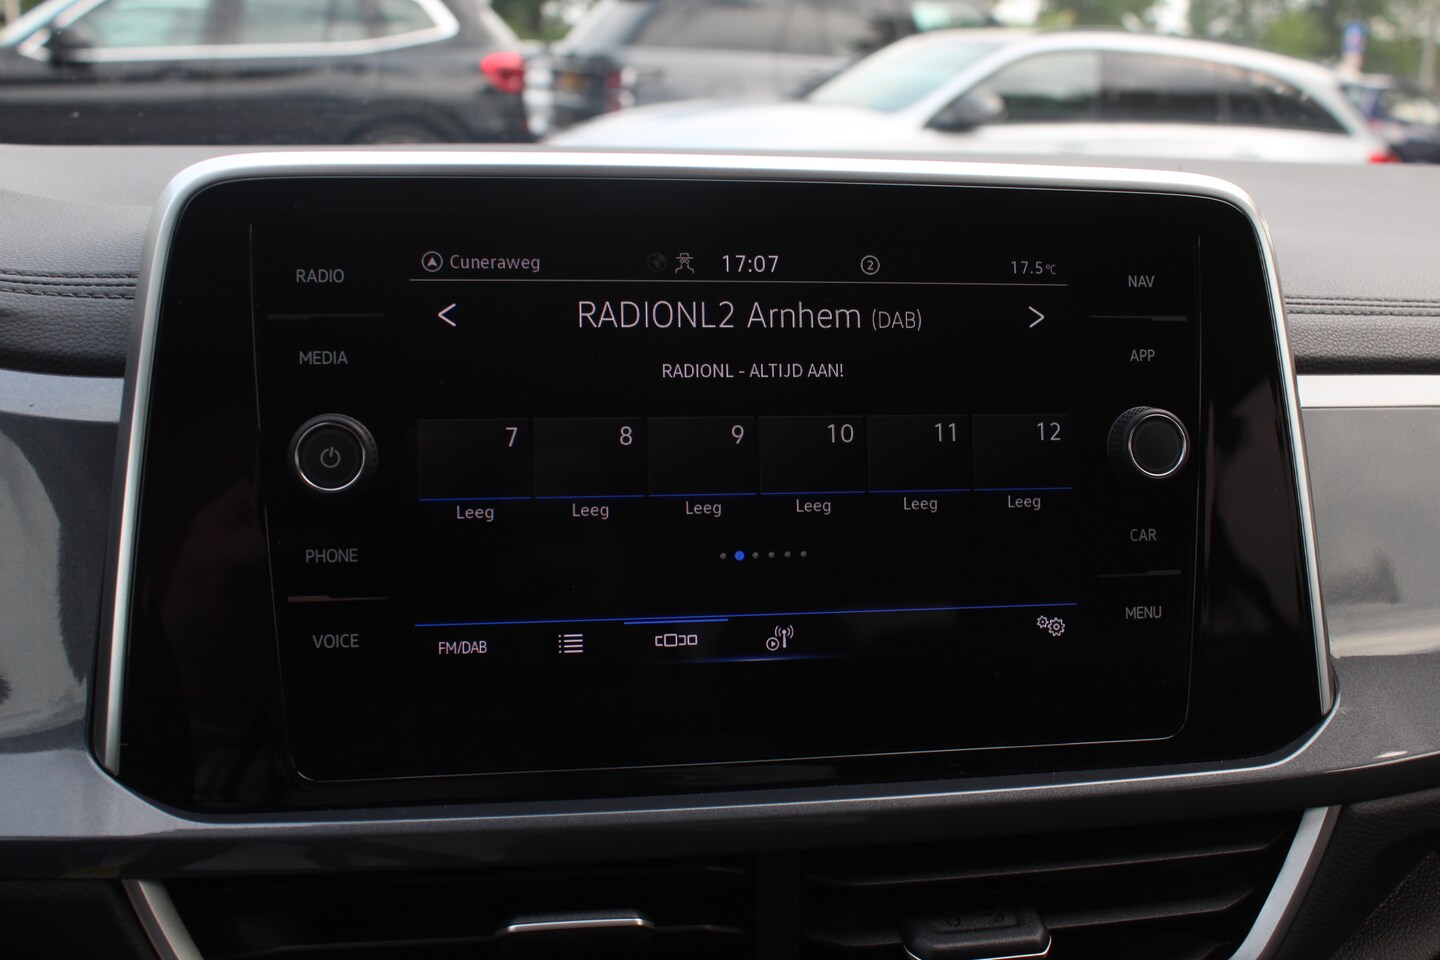 Cuneraweg 17:07 2 17.5°C
RADIO
NAV
RADIONL2 Arnhem (DAB)
MEDIA
APP
RADIONL - ALTIJD AAN!
7 8 9 10 11 12
Leeg Leeg Leeg Leeg Leeg Leeg
PHONE
CAR
VOICE
MENU
FM/DAB